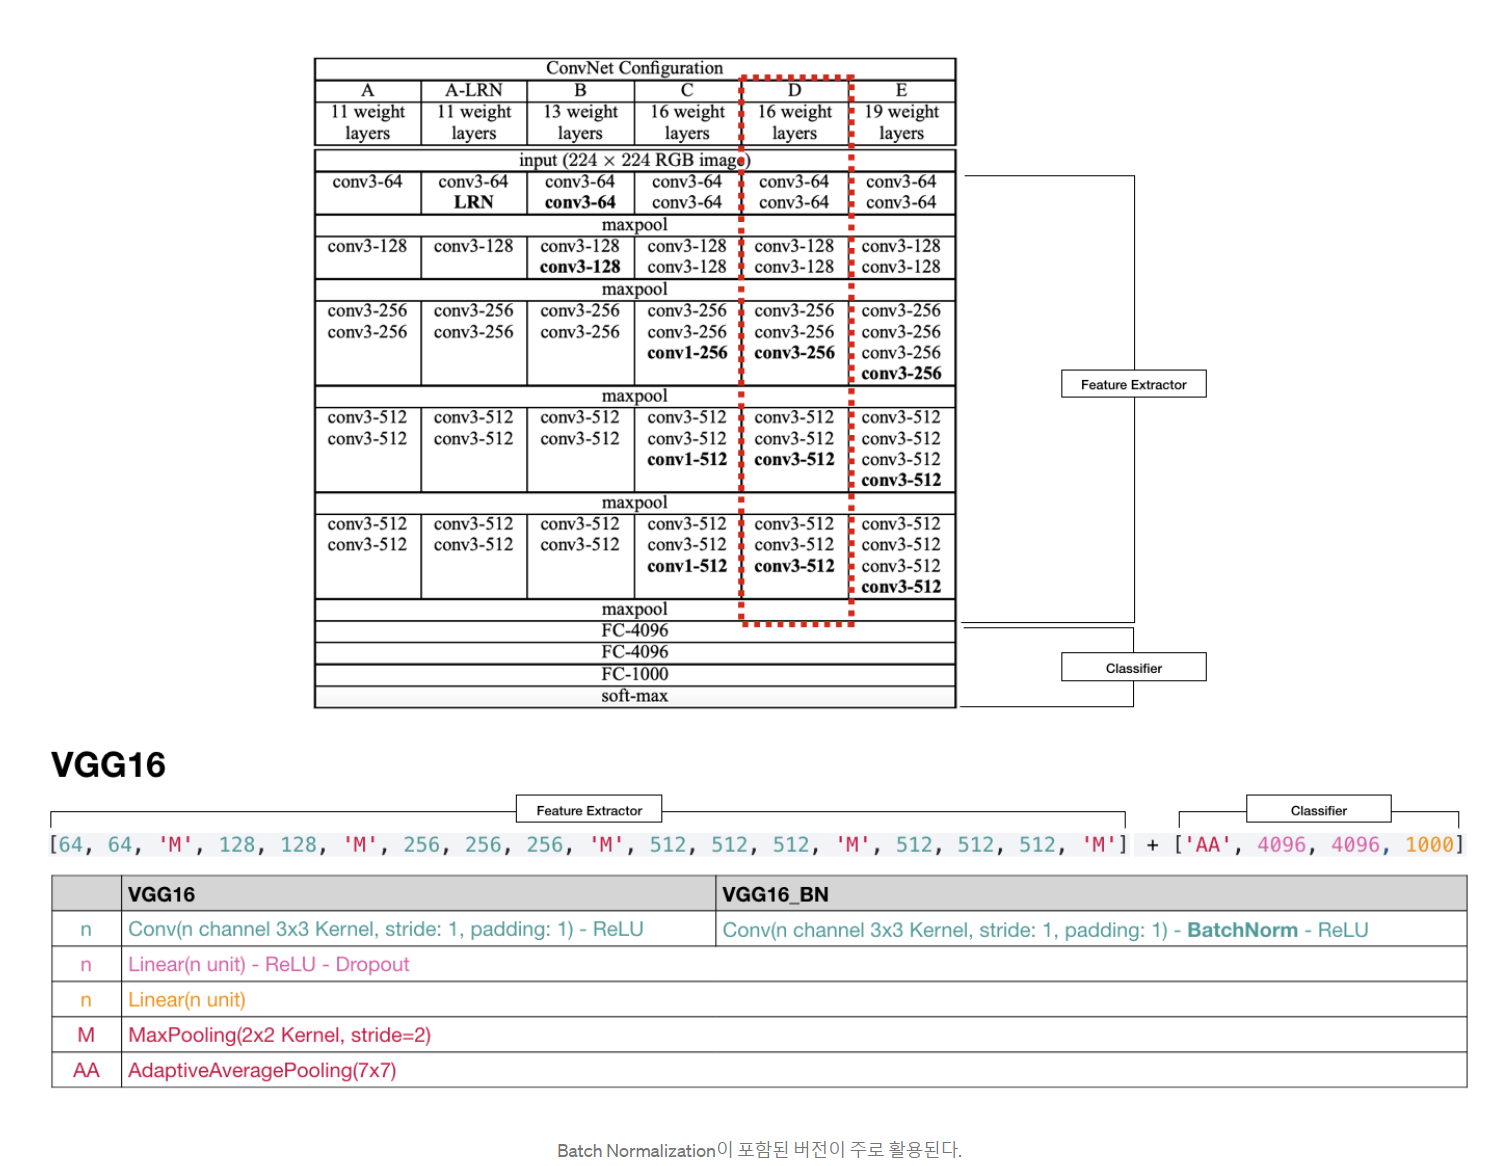 ConvNet Configuration
A A-LRN B C D E
11 weight layers 11 weight layers 13 weight layers 16 weight layers 16 weight layers 19 weight layers
input (224 × 224 RGB image)
conv3-64 conv3-64 conv3-64 conv3-64 conv3-64 conv3-64
LRN conv3-64 conv3-64 conv3-64 conv3-64
maxpool
conv3-128 conv3-128 conv3-128 conv3-128 conv3-128 conv3-128
conv3-128 conv3-128 conv3-128 conv3-128
maxpool
conv3-256 conv3-256 conv3-256 conv3-256 conv3-256 conv3-256
conv3-256 conv3-256 conv3-256 conv3-256 conv3-256 conv3-256
conv1-256 conv3-256 conv3-256
conv3-256
maxpool
conv3-512 conv3-512 conv3-512 conv3-512 conv3-512 conv3-512
conv3-512 conv3-512 conv3-512 conv3-512 conv3-512 conv3-512
conv1-512 conv3-512 conv3-512
conv3-512
maxpool
conv3-512 conv3-512 conv3-512 conv3-512 conv3-512 conv3-512
conv3-512 conv3-512 conv3-512 conv3-512 conv3-512 conv3-512
conv1-512 conv3-512 conv3-512
conv3-512
maxpool
FC-4096
FC-4096
FC-1000
soft-max
Feature Extractor
Classifier
VGG16
Feature Extractor Classifier
[64, 64, 'M', 128, 128, 'M', 256, 256, 256, 'M', 512, 512, 512, 'M', 512, 512, 512, 'M'] + ['AA', 4096, 4096, 1000]
VGG16 VGG16_BN
n Conv(n channel 3x3 Kernel, stride: 1, padding: 1) - ReLU Conv(n channel 3x3 Kernel, stride: 1, padding: 1) - BatchNorm - ReLU
n Linear(n unit) - ReLU - Dropout
n Linear(n unit)
M MaxPooling(2x2 Kernel, stride=2)
AA AdaptiveAveragePooling(7x7)
Batch Normalization이 포함된 버전이 주로 활용된다.